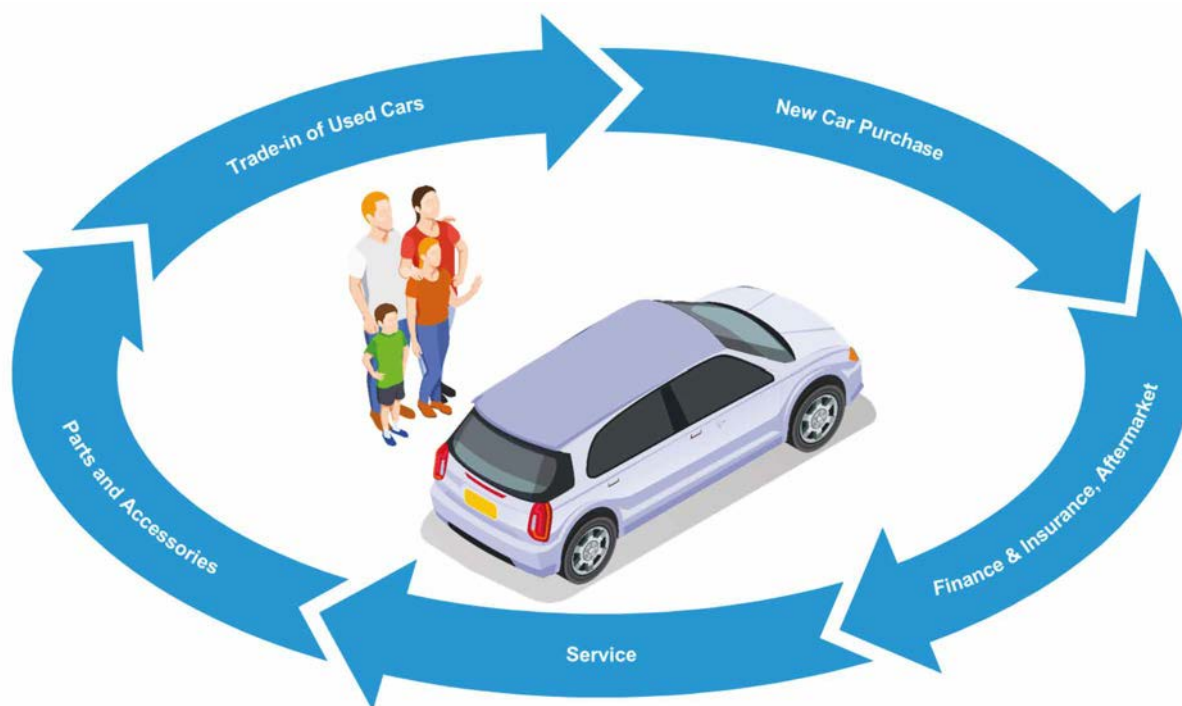 Trade-in of Used Cars
New Car Purchase
Finance & Insurance, Aftermarket
Service
Parts and Accessories